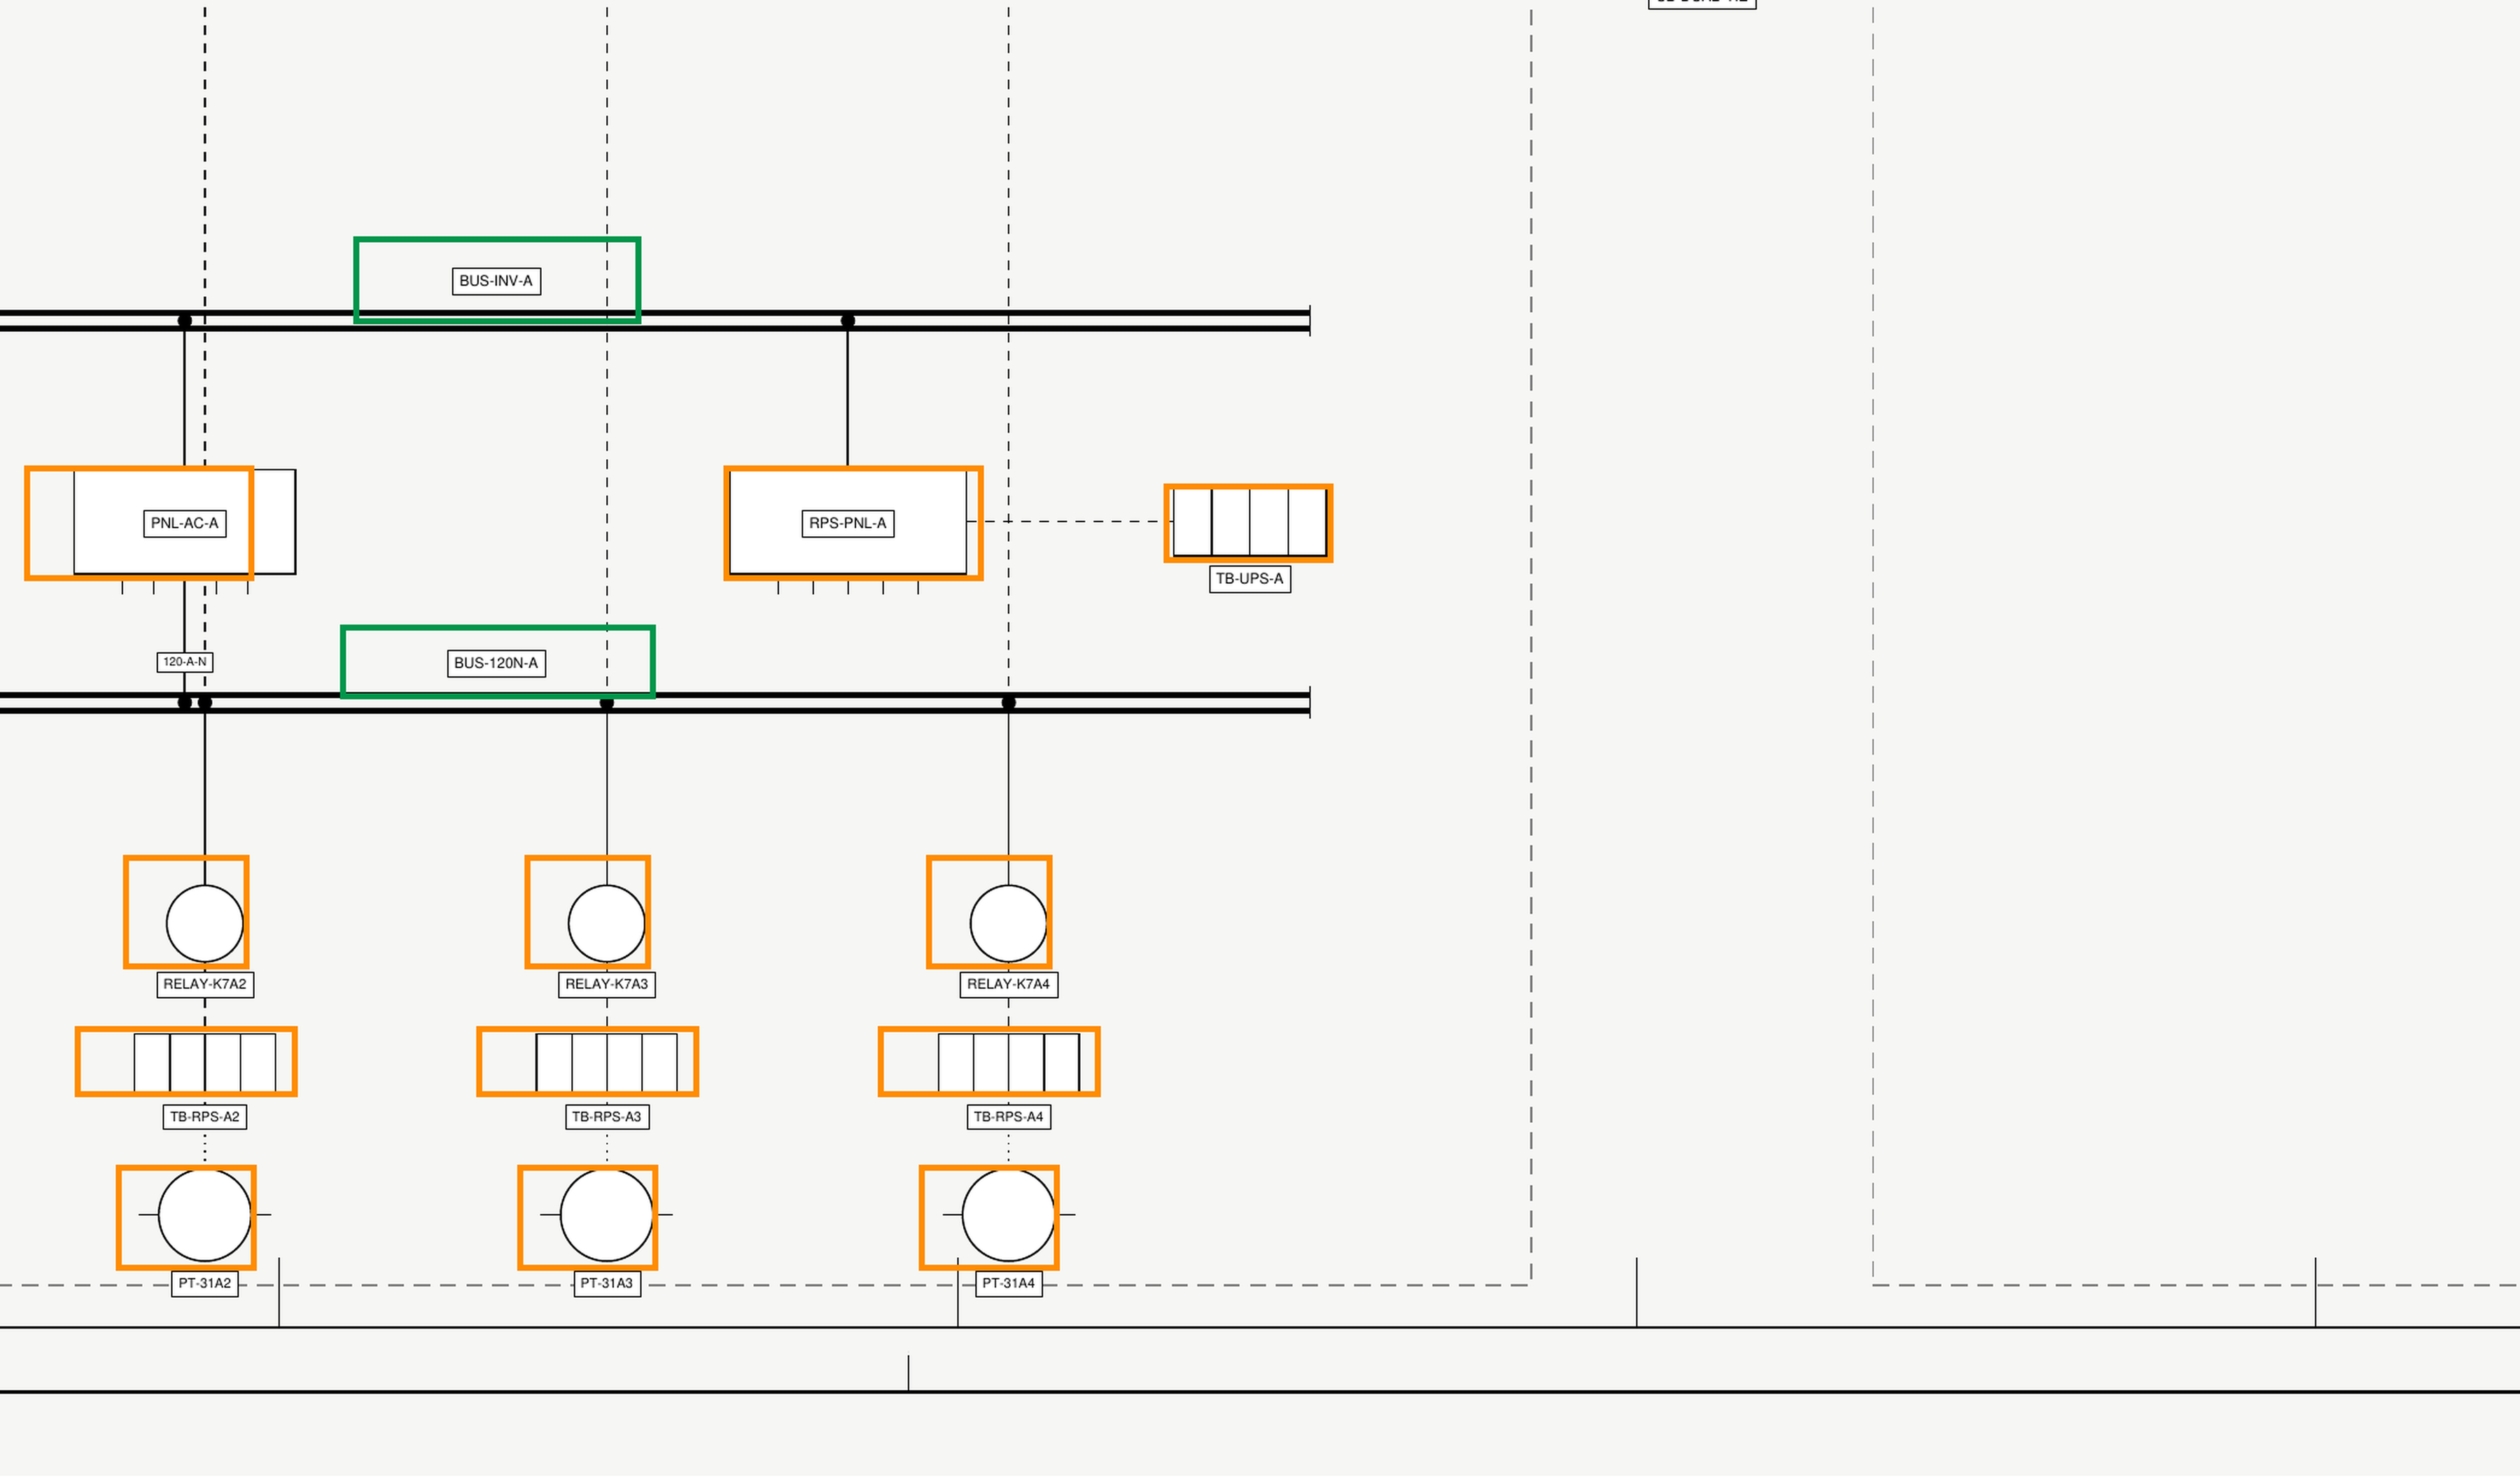 BUS-INV-A
PNL-AC-A
RPS-PNL-A
TB-UPS-A
120-A-N
BUS-120N-A
RELAY-K7A2
RELAY-K7A3
RELAY-K7A4
TB-RPS-A2
TB-RPS-A3
TB-RPS-A4
PT-31A2
PT-31A3
PT-31A4